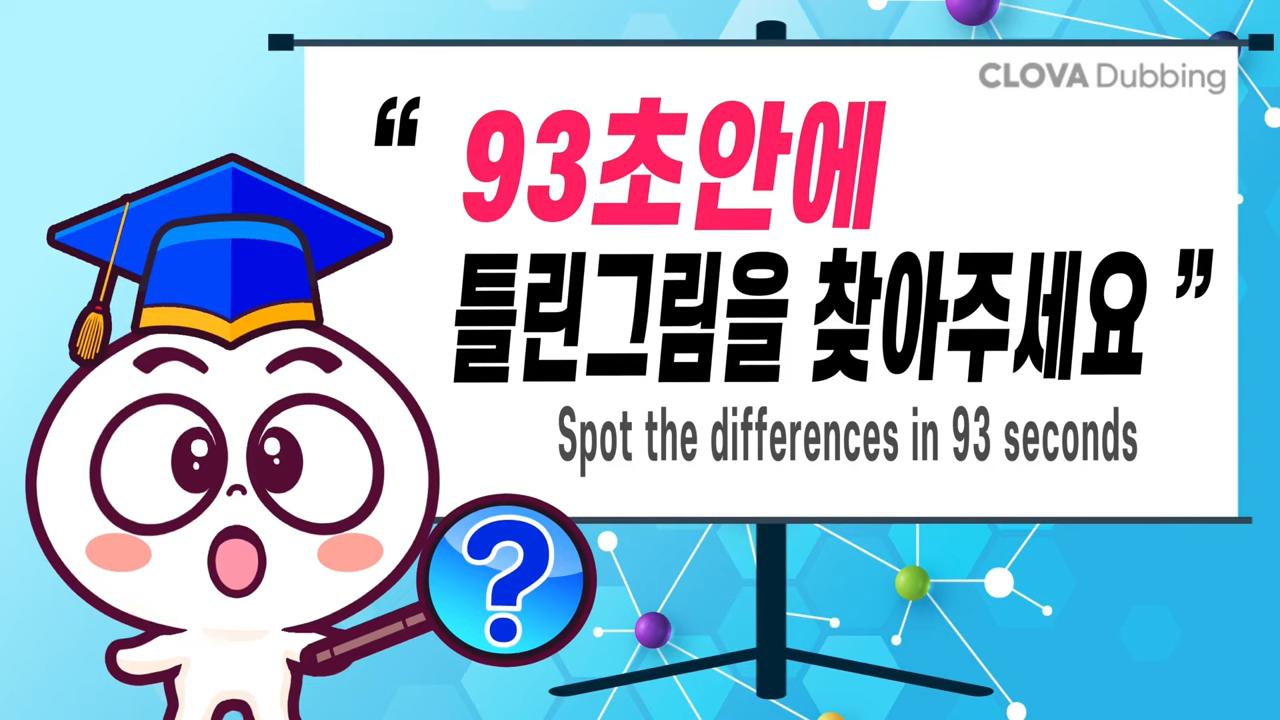 CLOVA Dubbing
“ 93초안에
틀린그림을 찾아주세요 ”
Spot the differences in 93 seconds
?